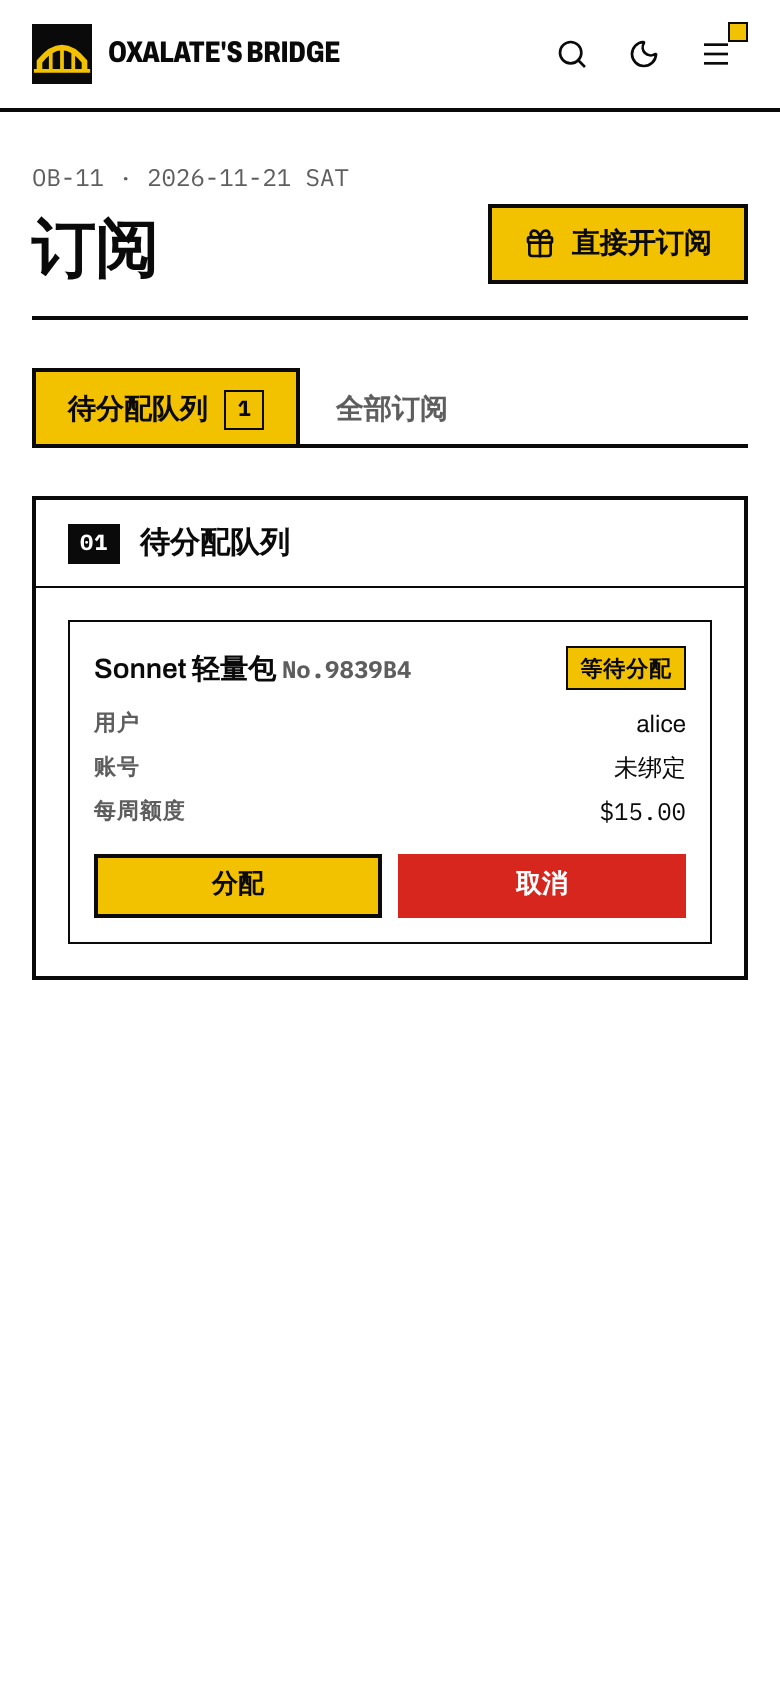 OXALATE'S BRIDGE
OB-11 · 2026-11-21 SAT
订阅
直接开订阅
待分配队列 1
全部订阅
01 待分配队列
Sonnet 轻量包 No.9839B4
等待分配
用户 alice
账号 未绑定
每周额度 $15.00
分配
取消